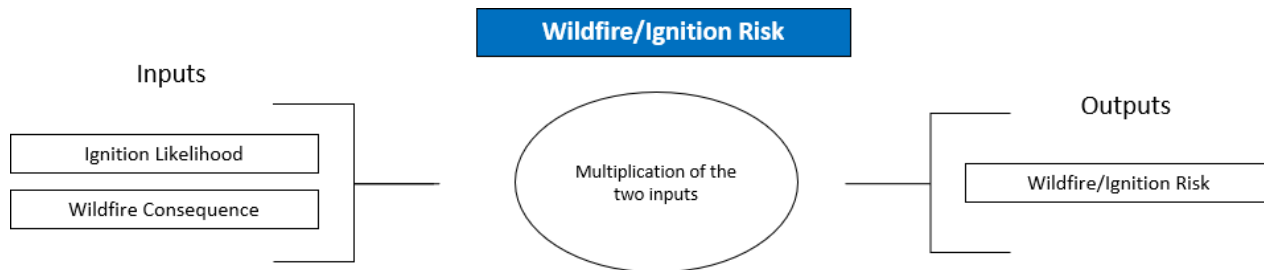 Wildfire/Ignition Risk
Inputs
Ignition Likelihood
Wildfire Consequence
Multiplication of the
two inputs
Outputs
Wildfire/Ignition Risk